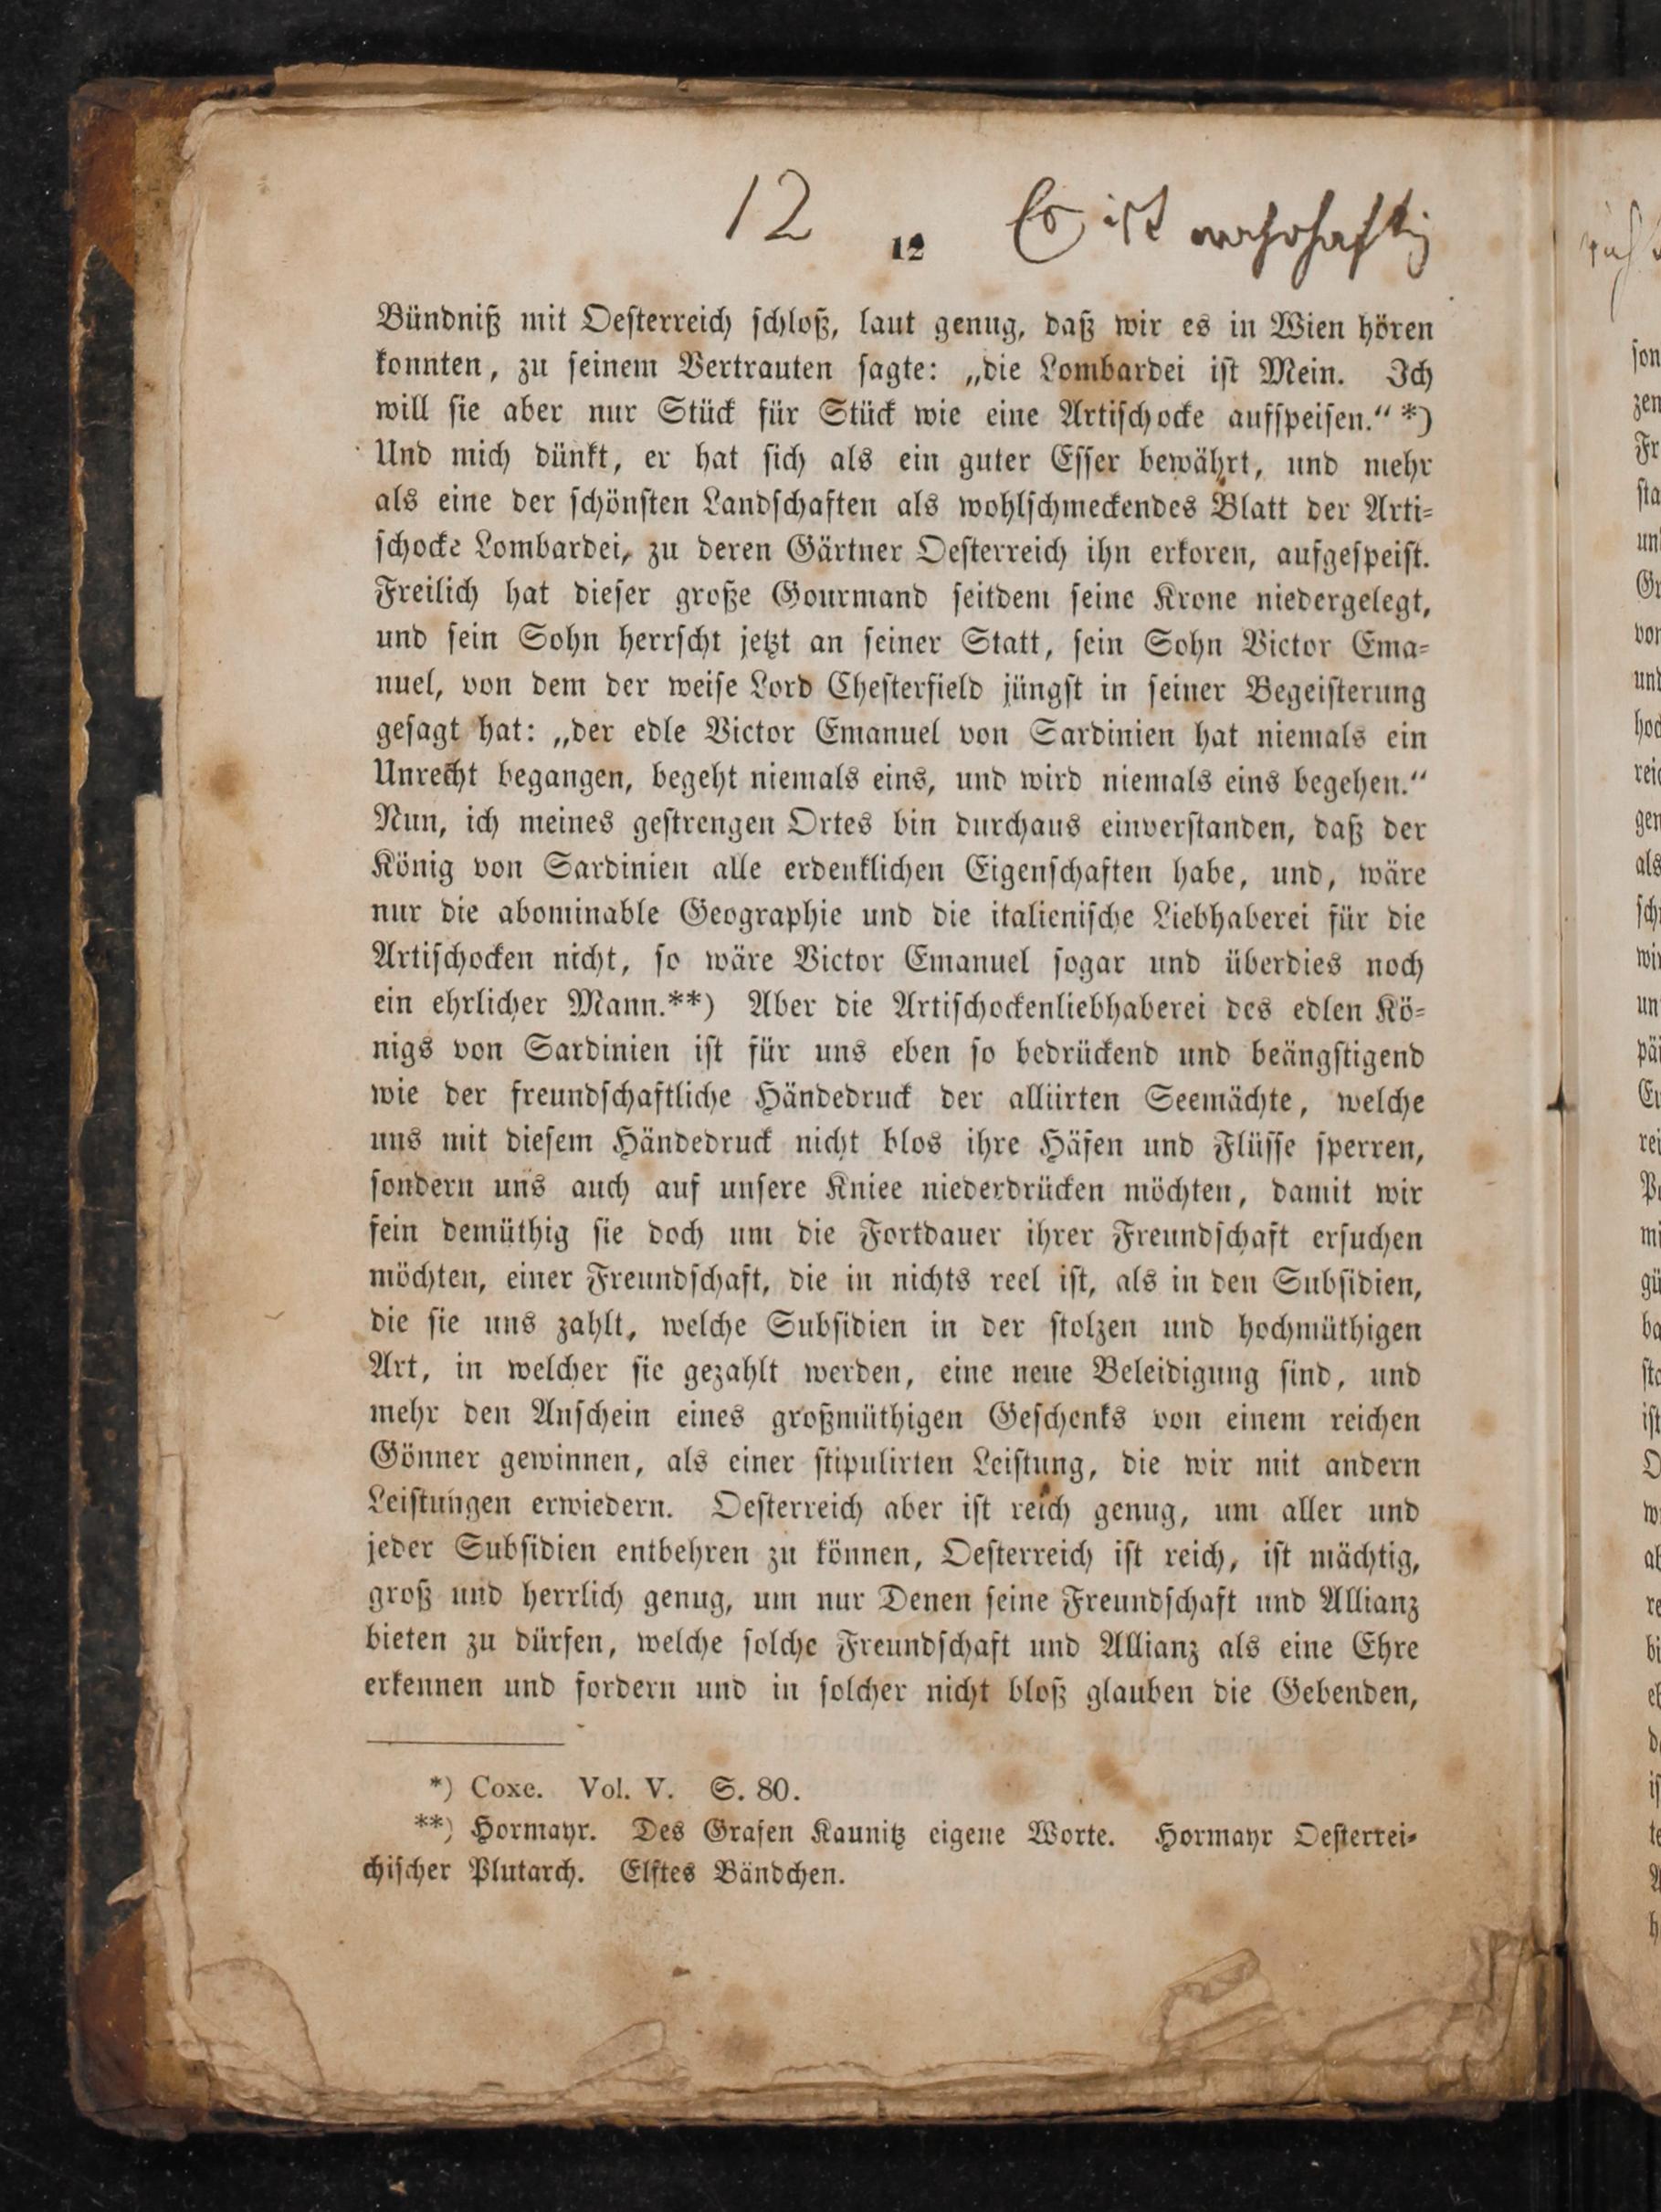 12 Es ist wahrhaftig
12
Bündniß mit Oesterreich schloß, laut genug, daß wir es in Wien hören
konnten, zu seinem Vertrauten sagte: „die Lombardei ist Mein. Ich
will sie aber nur Stück für Stück wie eine Artischocke aufspeisen.“ *)
Und mich dünkt, er hat sich als ein guter Esser bewährt, und mehr
als eine der schönsten Landschaften als wohlschmeckendes Blatt der Arti-
schocke Lombardei, zu deren Gärtner Oesterreich ihn erkoren, aufgespeist.
Freilich hat dieser große Gourmand seitdem seine Krone niedergelegt,
und sein Sohn herrscht jetzt an seiner Statt, sein Sohn Victor Ema-
nuel, von dem der weise Lord Chesterfield jüngst in seiner Begeisterung
gesagt hat: „der edle Victor Emanuel von Sardinien hat niemals ein
Unrecht begangen, begeht niemals eins, und wird niemals eins begehen.“
Nun, ich meines gestrengen Ortes bin durchaus einverstanden, daß der
König von Sardinien alle erdenklichen Eigenschaften habe, und, wäre
nur die abominable Geographie und die italienische Liebhaberei für die
Artischocken nicht, so wäre Victor Emanuel sogar und überdies noch
ein ehrlicher Mann.**) Aber die Artischockenliebhaberei des edlen Kö-
nigs von Sardinien ist für uns eben so bedrückend und beängstigend
wie der freundschaftliche Händedruck der alliirten Seemächte, welche
uns mit diesem Händedruck nicht blos ihre Häfen und Flüsse sperren,
sondern uns auch auf unsere Kniee niederdrücken möchten, damit wir
fein demüthig sie doch um die Fortdauer ihrer Freundschaft ersuchen
möchten, einer Freundschaft, die in nichts reel ist, als in den Subsidien,
die sie uns zahlt, welche Subsidien in der stolzen und hochmüthigen
Art, in welcher sie gezahlt werden, eine neue Beleidigung sind, und
mehr den Anschein eines großmüthigen Geschenks von einem reichen
Gönner gewinnen, als einer stipulirten Leistung, die wir mit andern
Leistungen erwiedern. Oesterreich aber ist reich genug, um aller und
jeder Subsidien entbehren zu können, Oesterreich ist reich, ist mächtig,
groß und herrlich genug, um nur Denen seine Freundschaft und Allianz
bieten zu dürfen, welche solche Freundschaft und Allianz als eine Ehre
erkennen und fordern und in solcher nicht bloß glauben die Gebenden,
*) Coxe. Vol. V. S. 80.
**) Hormayr. Des Grafen Kaunitz eigene Worte. Hormayr Oesterrei-
chischer Plutarch. Elftes Bändchen.